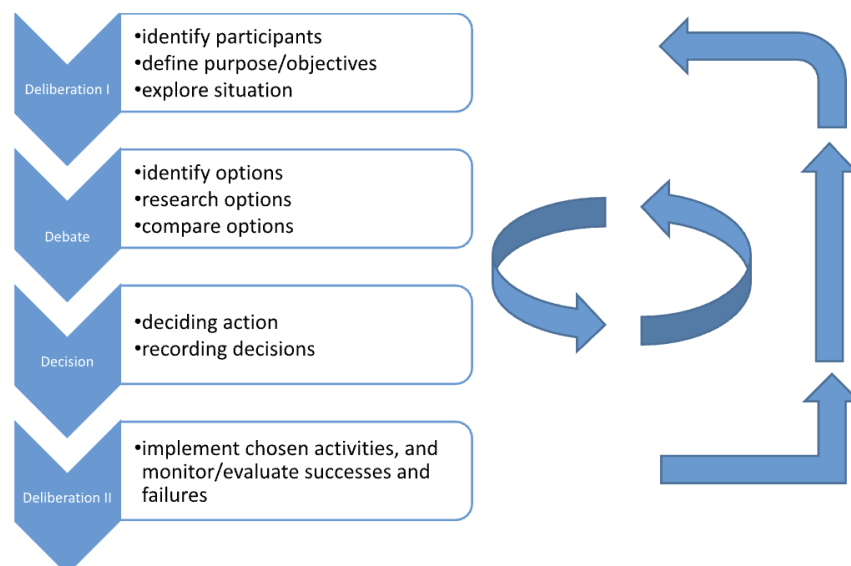 Deliberation I
•identify participants
•define purpose/objectives
•explore situation
Debate
•identify options
•research options
•compare options
Decision
•deciding action
•recording decisions
Deliberation II
•implement chosen activities, and
monitor/evaluate successes and
failures